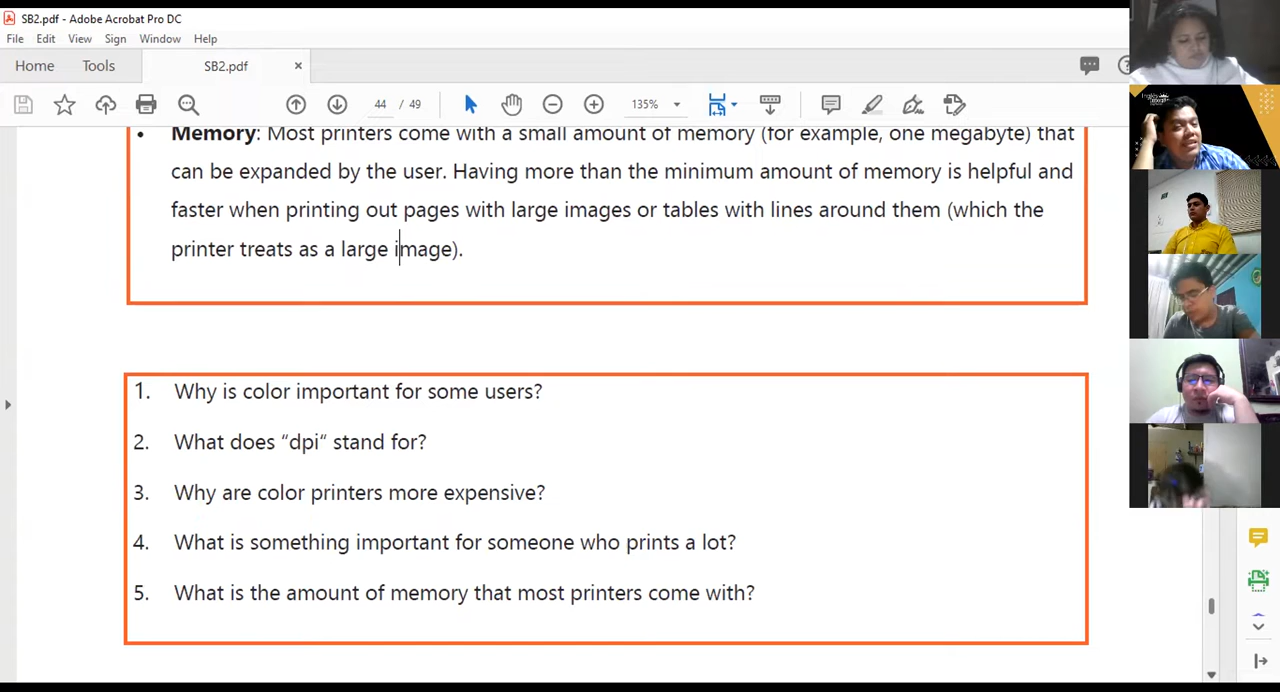 SB2.pdf - Adobe Acrobat Pro DC
File Edit View Sign Window Help
Home Tools SB2.pdf ×
44 / 49 135%
• Memory: Most printers come with a small amount of memory (for example, one megabyte) that
can be expanded by the user. Having more than the minimum amount of memory is helpful and
faster when printing out pages with large images or tables with lines around them (which the
printer treats as a large image).
1. Why is color important for some users?
2. What does “dpi“ stand for?
3. Why are color printers more expensive?
4. What is something important for someone who prints a lot?
5. What is the amount of memory that most printers come with?